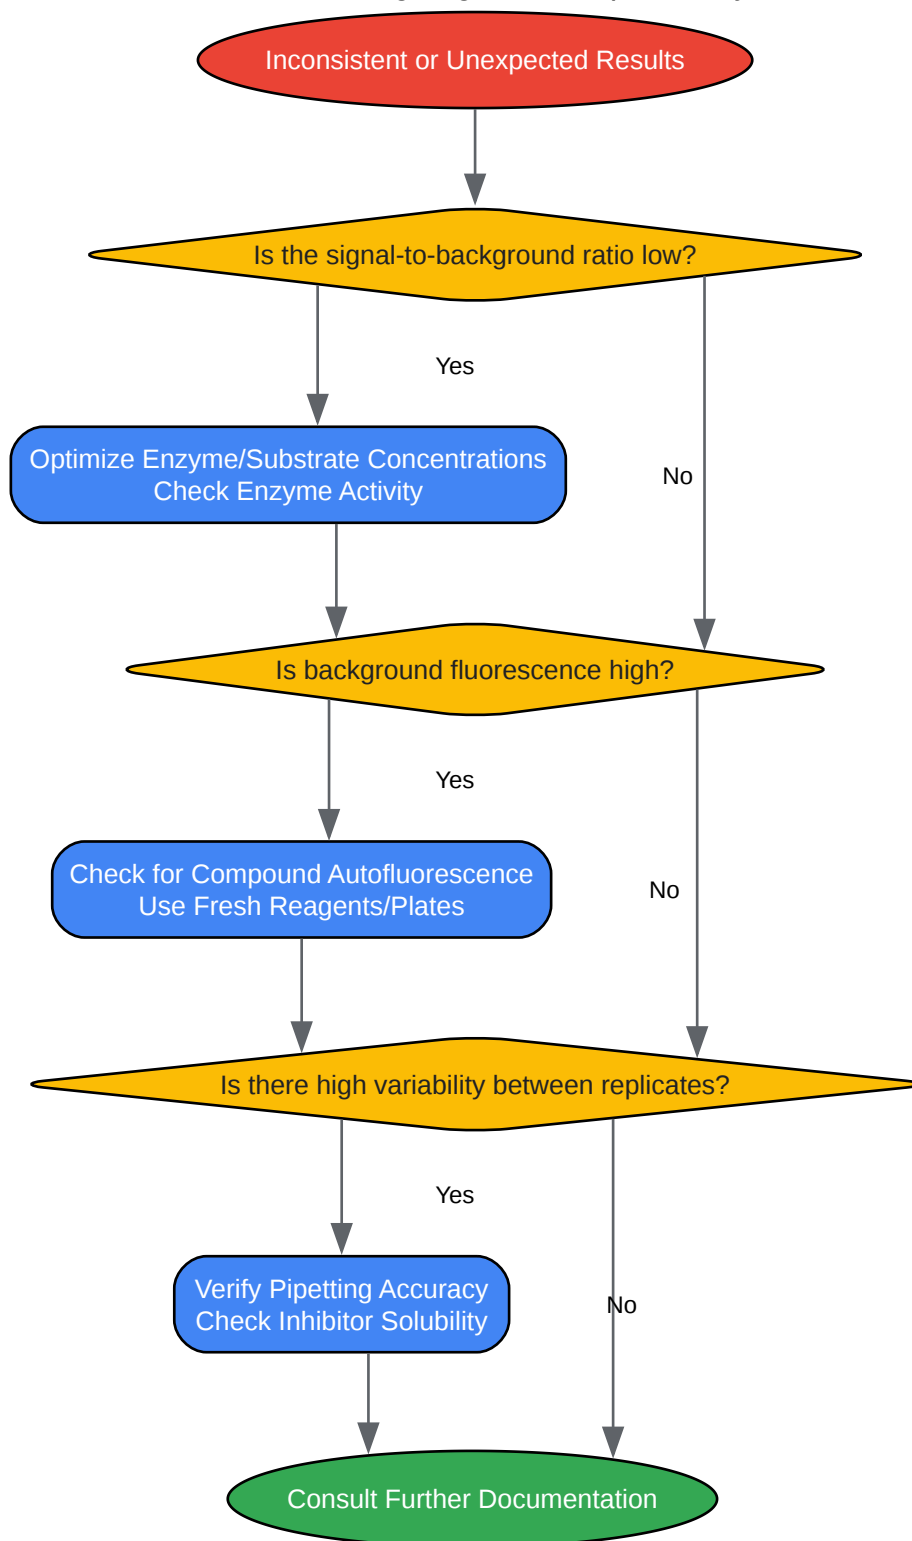 Inconsistent or Unexpected Results
Is the signal-to-background ratio low?
Yes
Optimize Enzyme/Substrate Concentrations
Check Enzyme Activity
No
Is background fluorescence high?
Yes
Check for Compound Autofluorescence
Use Fresh Reagents/Plates
No
Is there high variability between replicates?
Yes
Verify Pipetting Accuracy
Check Inhibitor Solubility
No
Consult Further Documentation